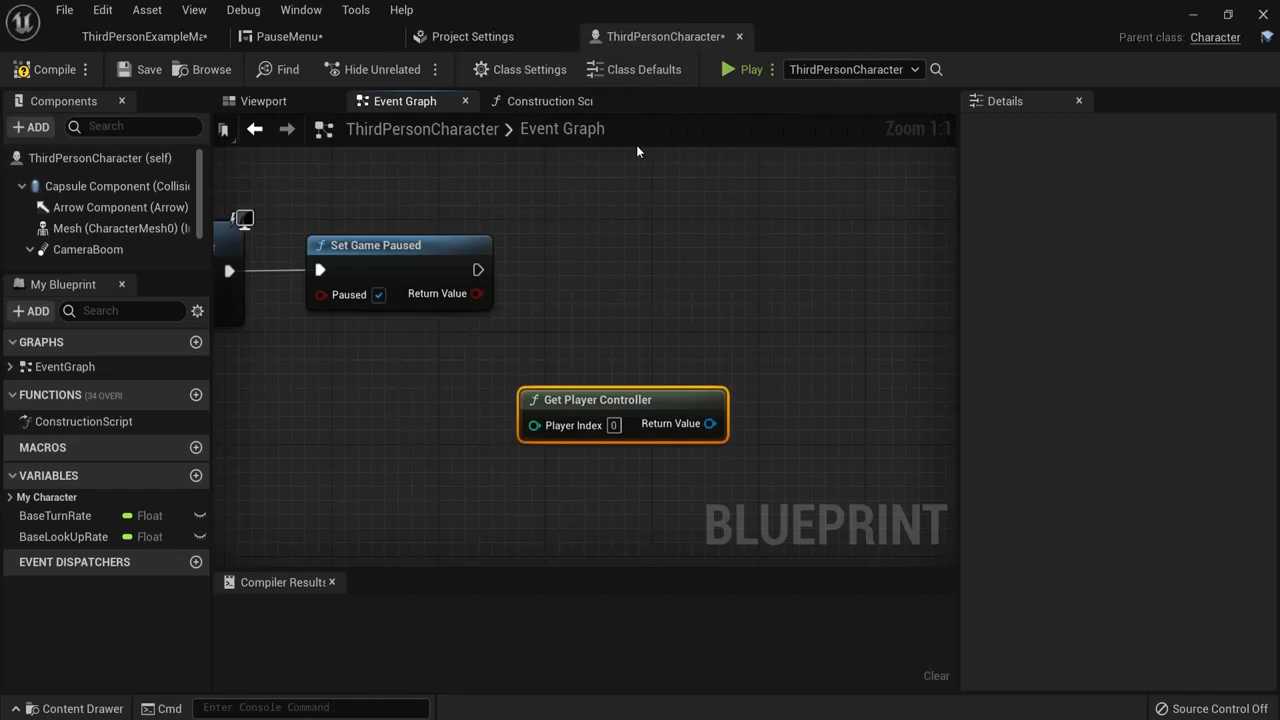 File Edit Asset View Debug Window Tools Help
ThirdPersonExampleMa* PauseMenu* Project Settings ThirdPersonCharacter* Parent class: Character
Compile Save Browse Find Hide Unrelated Class Settings Class Defaults Play ThirdPersonCharacter
Components Viewport Event Graph Construction Scri Details
ADD Search ThirdPersonCharacter Event Graph Zoom 1:1
ThirdPersonCharacter (self)
Capsule Component (Collisi
Arrow Component (Arrow)
Mesh (CharacterMesh0) (I
CameraBoom
Set Game Paused
Paused Return Value
My Blueprint
ADD Search
GRAPHS
EventGraph
FUNCTIONS (34 OVERI
ConstructionScript
MACROS
VARIABLES
My Character
BaseTurnRate Float
BaseLookUpRate Float
EVENT DISPATCHERS
Get Player Controller
Player Index 0 Return Value
BLUEPRINT
Compiler Results
Clear
Content Drawer Cmd Enter Console Command Source Control Off